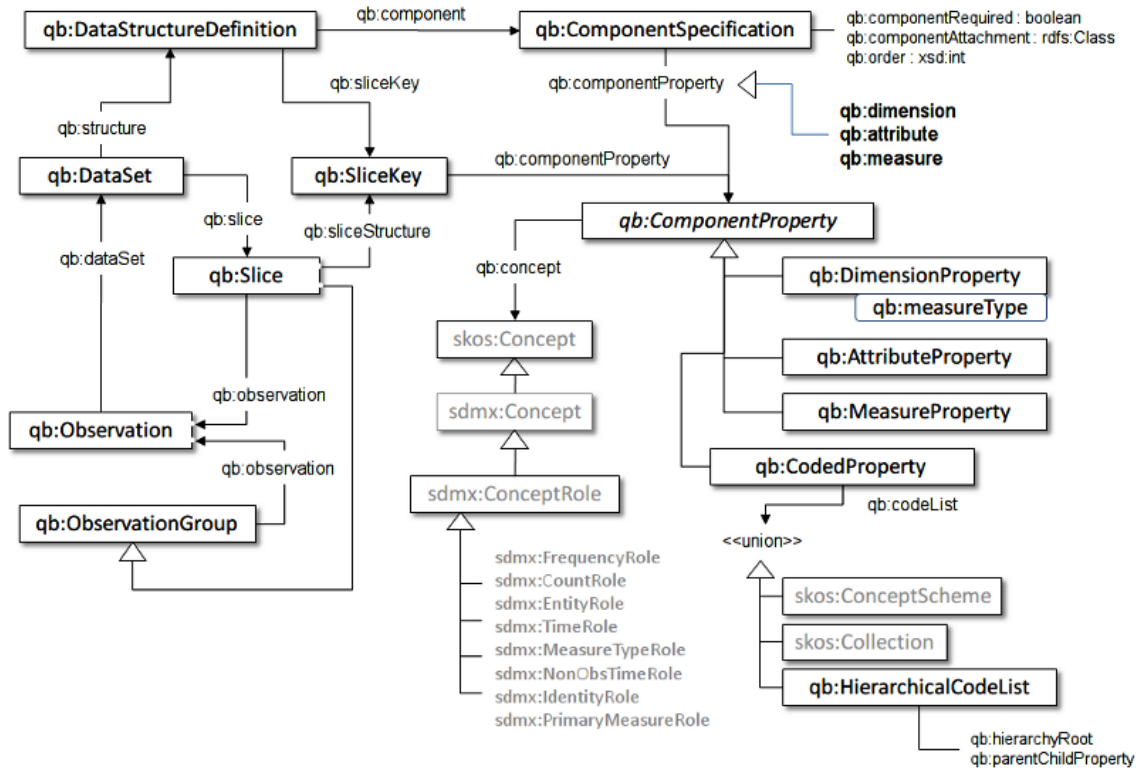 qb:DataStructureDefinition
qb:component
qb:ComponentSpecification
qb:componentRequired : boolean
qb:componentAttachment : rdfs:Class
qb:order : xsd:int
qb:sliceKey
qb:componentProperty
qb:dimension
qb:attribute
qb:measure
qb:structure
qb:DataSet
qb:SliceKey
qb:componentProperty
qb:slice
qb:sliceStructure
qb:ComponentProperty
qb:dataSet
qb:Slice
qb:concept
qb:DimensionProperty
qb:measureType
skos:Concept
qb:AttributeProperty
qb:observation
sdmx:Concept
qb:MeasureProperty
qb:Observation
qb:observation
qb:CodedProperty
sdmx:ConceptRole
qb:codeList
qb:ObservationGroup
<<union>>
sdmx:FrequencyRole
sdmx:CountRole
sdmx:EntityRole
sdmx:TimeRole
sdmx:MeasureTypeRole
sdmx:NonObsTimeRole
sdmx:IdentityRole
sdmx:PrimaryMeasureRole
skos:ConceptScheme
skos:Collection
qb:HierarchicalCodeList
qb:hierarchyRoot
qb:parentChildProperty